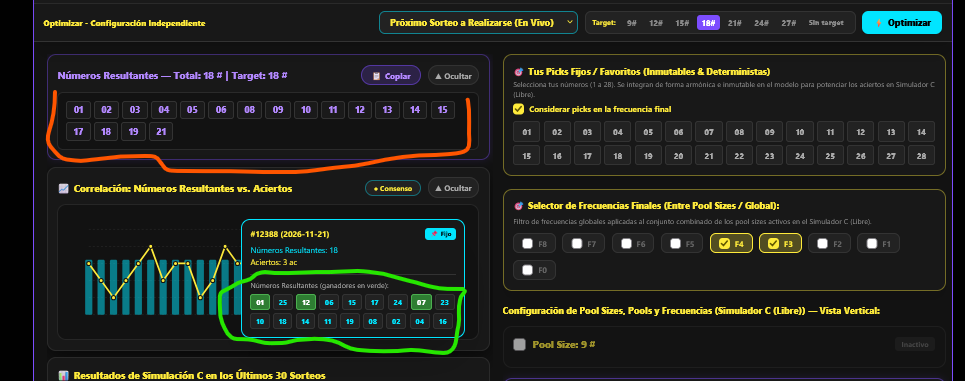 Optimizar - Configuración Independiente
Próximo Sorteo a Realizarse (En Vivo)
Target: 9# 12# 15# 18# 21# 24# 27# Sin target
Optimizar
Números Resultantes — Total: 18 # | Target: 18 #
Copiar
▲ Ocultar
01 02 03 04 05 06 08 09 10 11 12 13 14 15
17 18 19 21
Correlación: Números Resultantes vs. Aciertos
● Consenso
▲ Ocultar
#12388 (2026-11-21)
Fijo
Números Resultantes: 18
Aciertos: 3 ac
Números Resultantes (ganadores en verde):
01 25 12 06 15 17 24 07 23
10 18 14 11 19 08 02 04 16
Resultados de Simulación C en los Últimos 30 Sorteos
Tus Picks Fijos / Favoritos (Inmutables & Deterministas)
Selecciona tus números (1 a 28). Se integran de forma armónica e inmutable en el modelo para potenciar los aciertos en Simulador C
(Libre).
Considerar picks en la frecuencia final
01 02 03 04 05 06 07 08 09 10 11 12 13 14
15 16 17 18 19 20 21 22 23 24 25 26 27 28
Selector de Frecuencias Finales (Entre Pool Sizes / Global):
Filtro de frecuencias globales aplicadas al conjunto combinado de los pool sizes activos en el Simulador C (Libre).
F8 F7 F6 F5 F4 F3 F2 F1
F0
Configuración de Pool Sizes, Pools y Frecuencias (Simulador C (Libre)) — Vista Vertical:
Pool Size: 9 #
Inactivo